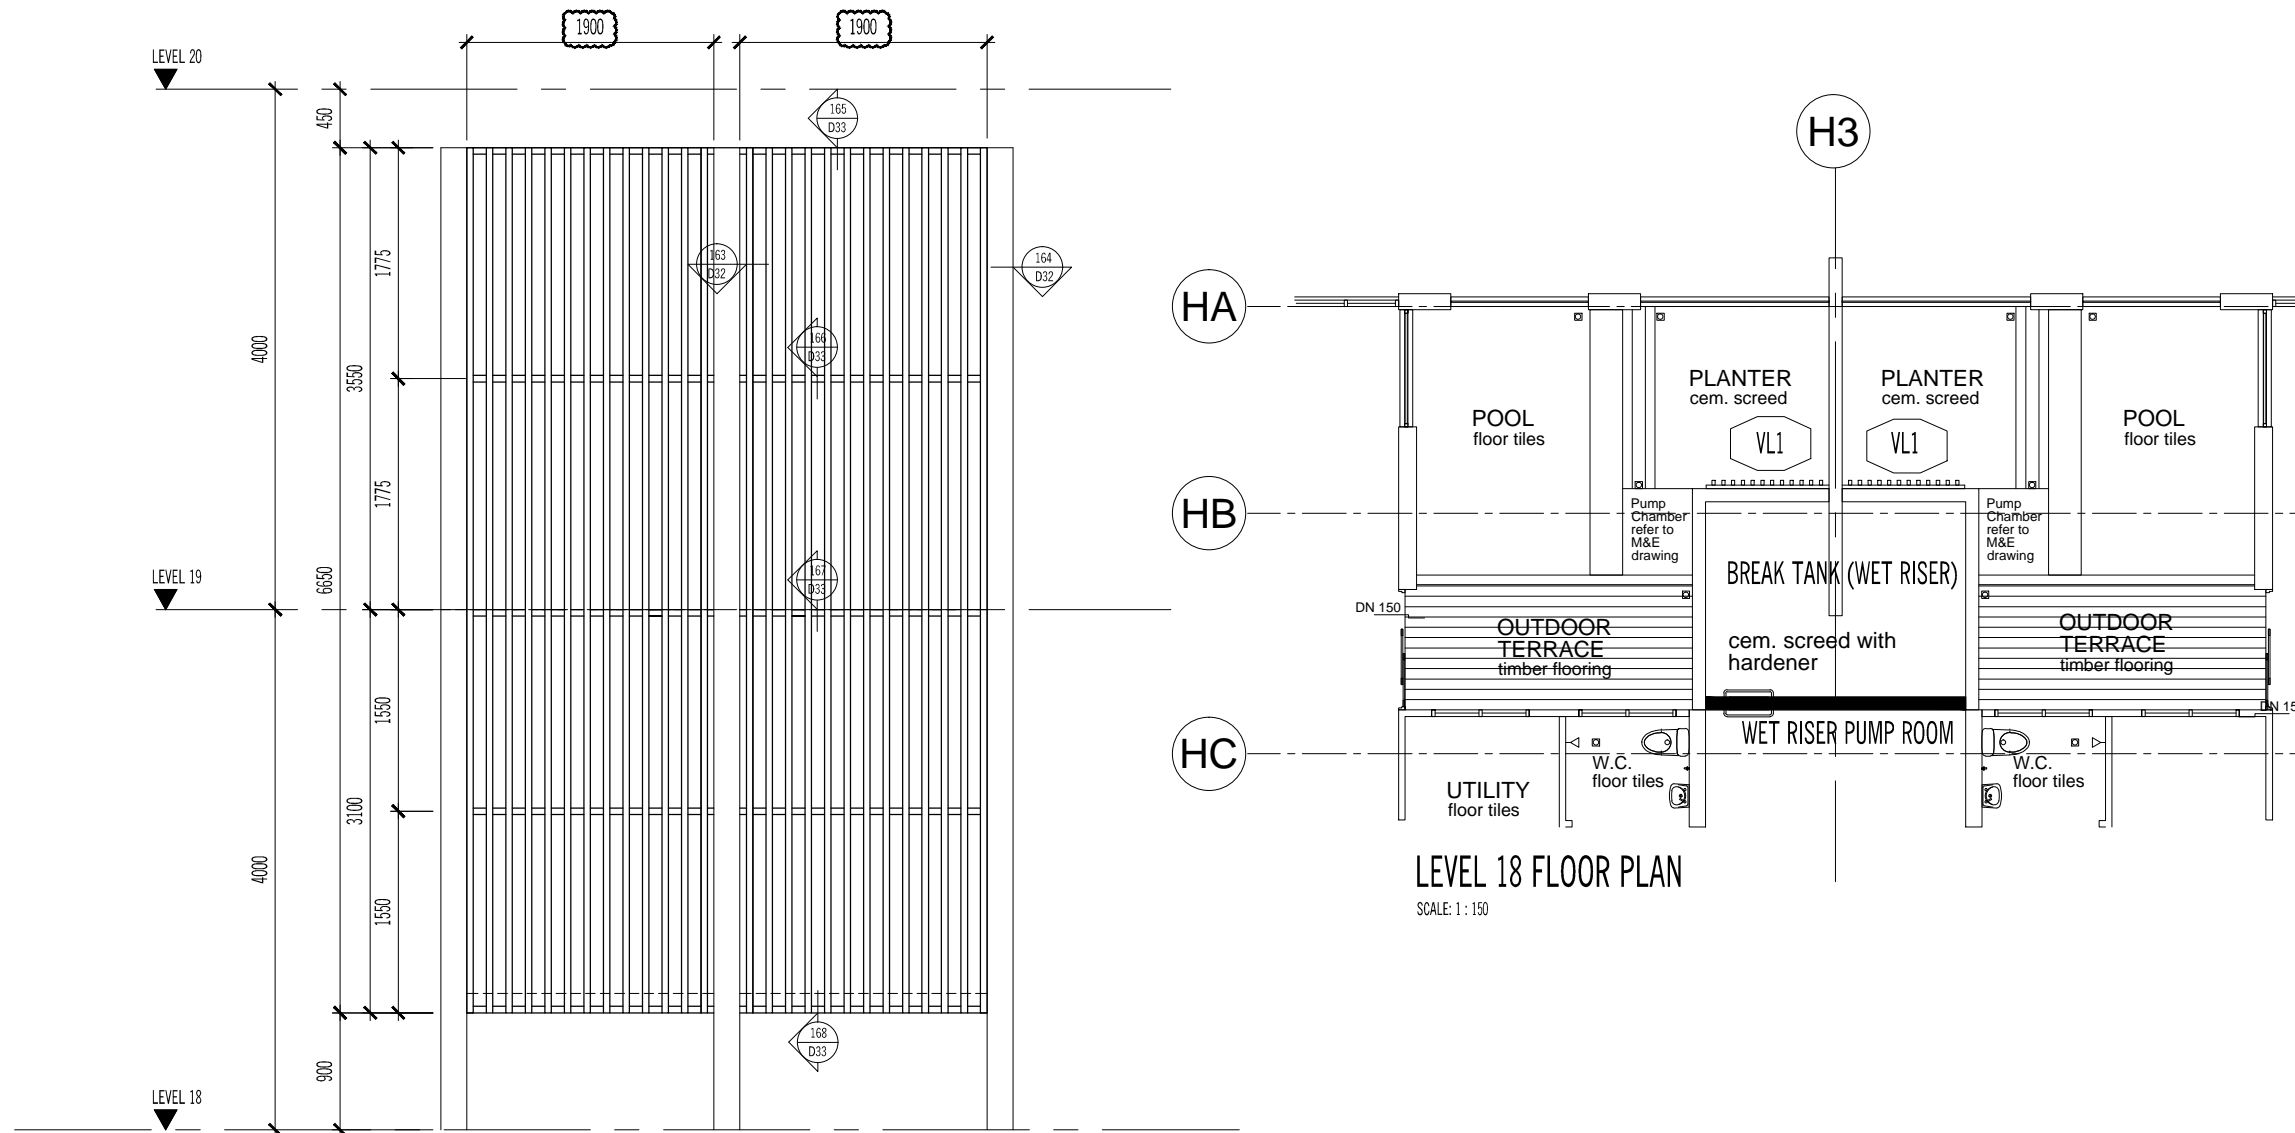 1900
1900
LEVEL 20
450
165
D33
1775
163
D32
164
D32
4000
3550
166
D33
1775
6650
167
D33
LEVEL 19
1550
3100
4000
1550
168
D33
900
LEVEL 18
H3
HA
HB
HC
PLANTER
cem. screed
PLANTER
cem. screed
POOL
floor tiles
POOL
floor tiles
VL1
VL1
Pump
Chamber
refer to
M&E
drawing
Pump
Chamber
refer to
M&E
drawing
BREAK TANK (WET RISER)
DN 150
OUTDOOR
TERRACE
timber flooring
cem. screed with
hardener
OUTDOOR
TERRACE
timber flooring
DN 15
WET RISER PUMP ROOM
W.C.
floor tiles
W.C.
floor tiles
UTILITY
floor tiles
LEVEL 18 FLOOR PLAN
SCALE: 1 : 150